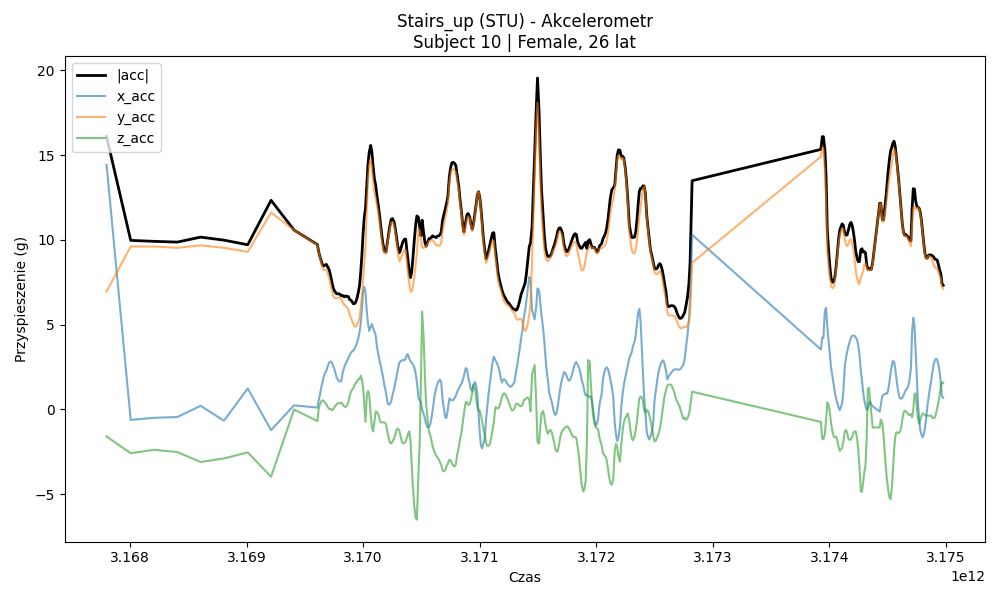 Stairs_up (STU) - Akcelerometr
Subject 10 | Female, 26 lat
|acc|
x_acc
y_acc
z_acc
Przyspieszenie (g)
20
15
10
5
0
−5
3.168 3.169 3.170 3.171 3.172 3.173 3.174 3.175
1e12
Czas